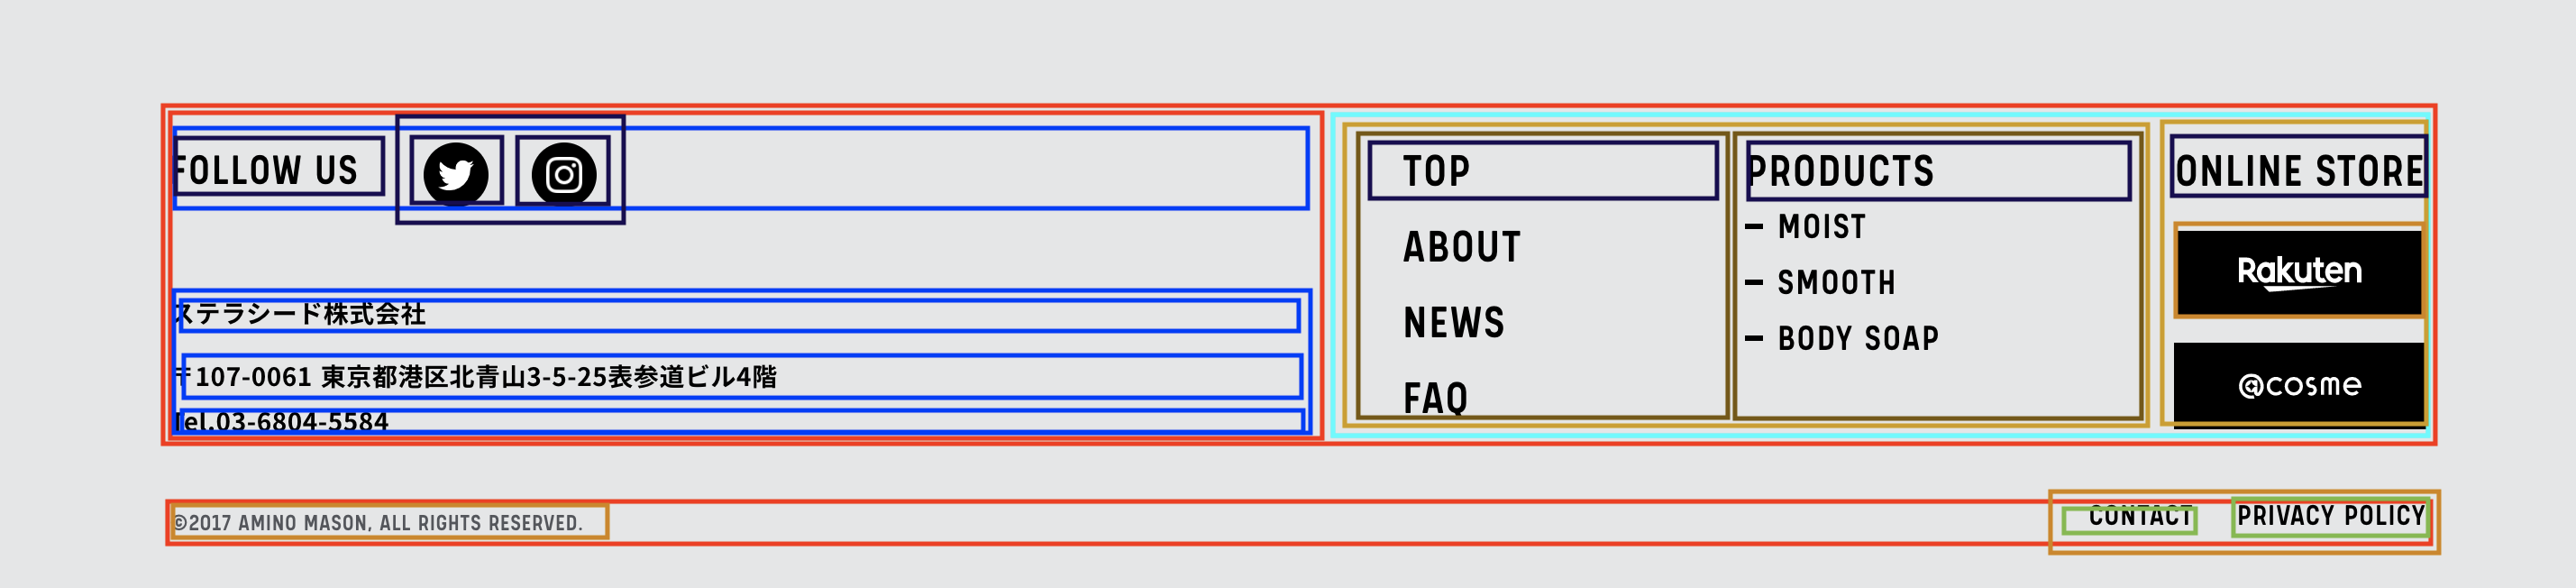 FOLLOW US
ステラシード株式会社
〒107-0061 東京都港区北青山3-5-25表参道ビル4階
Tel.03-6804-5584
TOP
ABOUT
NEWS
FAQ
PRODUCTS
– MOIST
– SMOOTH
– BODY SOAP
ONLINE STORE
Rakuten
@cosme
©2017 AMINO MASON, ALL RIGHTS RESERVED.
CONTACT
PRIVACY POLICY